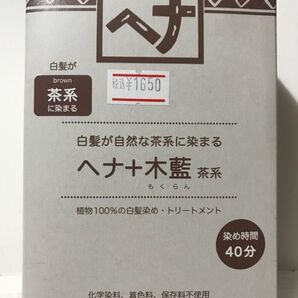 ヘナ
白髪が
brown
茶系
に染まる
税込¥1650
白髪が自然な茶系に染まる
ヘナ+木藍 茶系
もくらん
植物100%の白髪染め・トリートメント
染め時間
40分
化学染料、着色料、保存料不使用